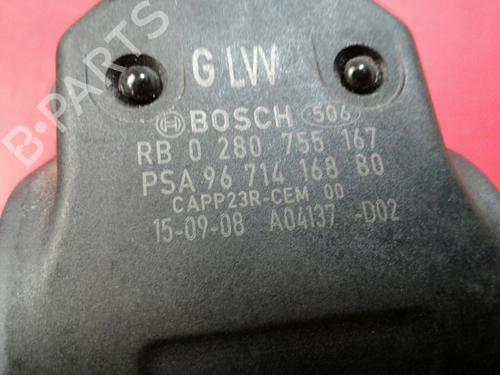 G LVV
BOSCH 506
RB 0 280 755 167
PSA 96 714 168 80
CAPP23R-CEM 00
15-09-08 A04137 -D02
B-PARTS